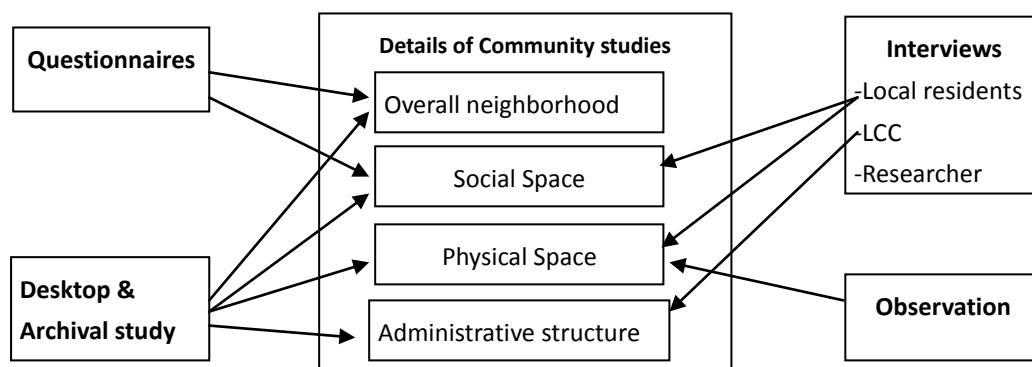 Questionnaires
Desktop &
Archival study
Details of Community studies
Overall neighborhood
Social Space
Physical Space
Administrative structure
Interviews
-Local residents
-LCC
-Researcher
Observation